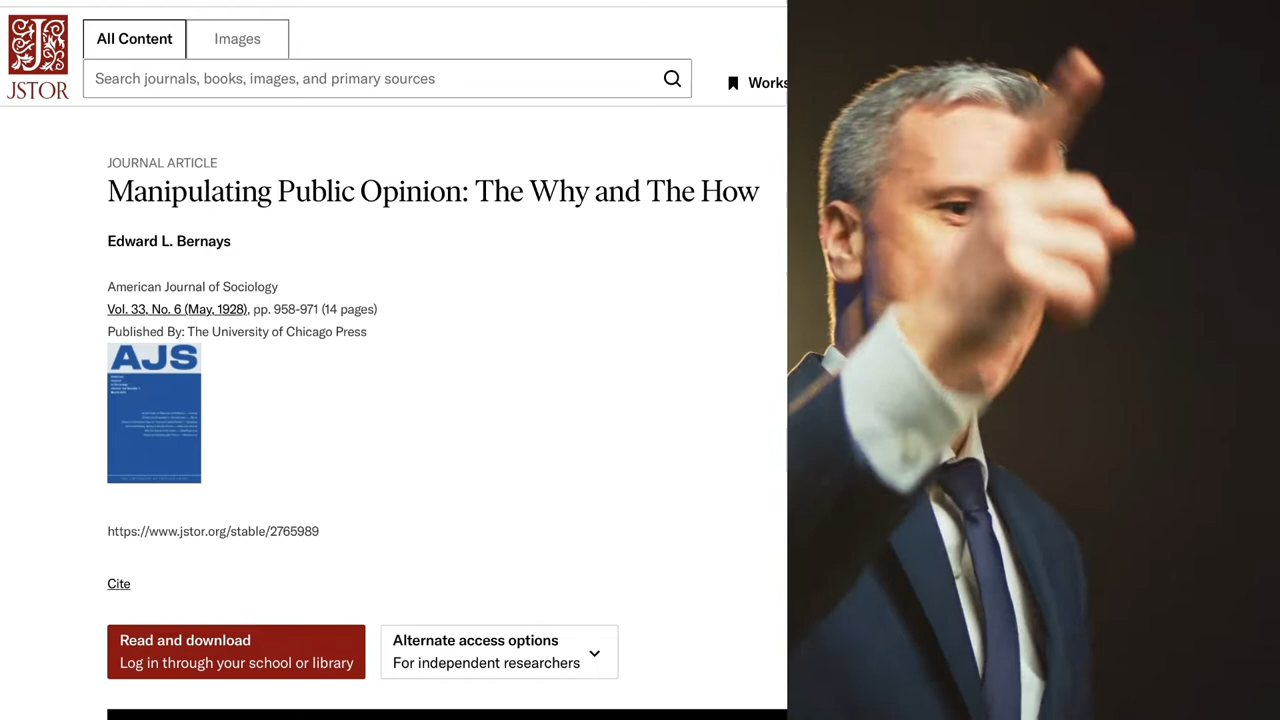 All Content
Images
Search journals, books, images, and primary sources
JSTOR
Works
JOURNAL ARTICLE
Manipulating Public Opinion: The Why and The How
Edward L. Bernays
American Journal of Sociology
Vol. 33, No. 6 (May, 1928), pp. 958-971 (14 pages)
Published By: The University of Chicago Press
AJS
https://www.jstor.org/stable/2765989
Cite
Read and download
Log in through your school or library
Alternate access options
For independent researchers